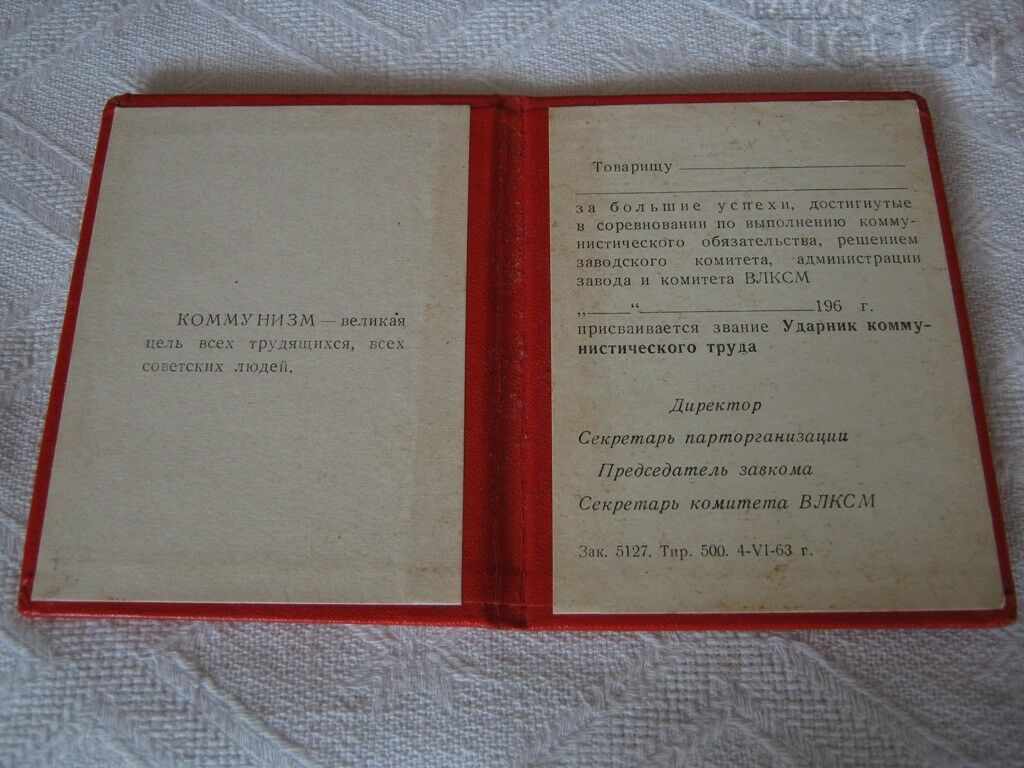 КОММУНИЗМ — великая
цель всех трудящихся, всех
советских людей.
Товарищу
за большие успехи, достигнутые
в соревновании по выполнению комму-
нистического обязательства, решением
заводского комитета, администрации
завода и комитета ВЛКСМ
„ “ 196 г.
присваивается звание Ударник комму-
нистического труда
Директор
Секретарь парторганизации
Председатель завкома
Секретарь комитета ВЛКСМ
Зак. 5127. Тир. 500. 4-VI-63 г.
auction